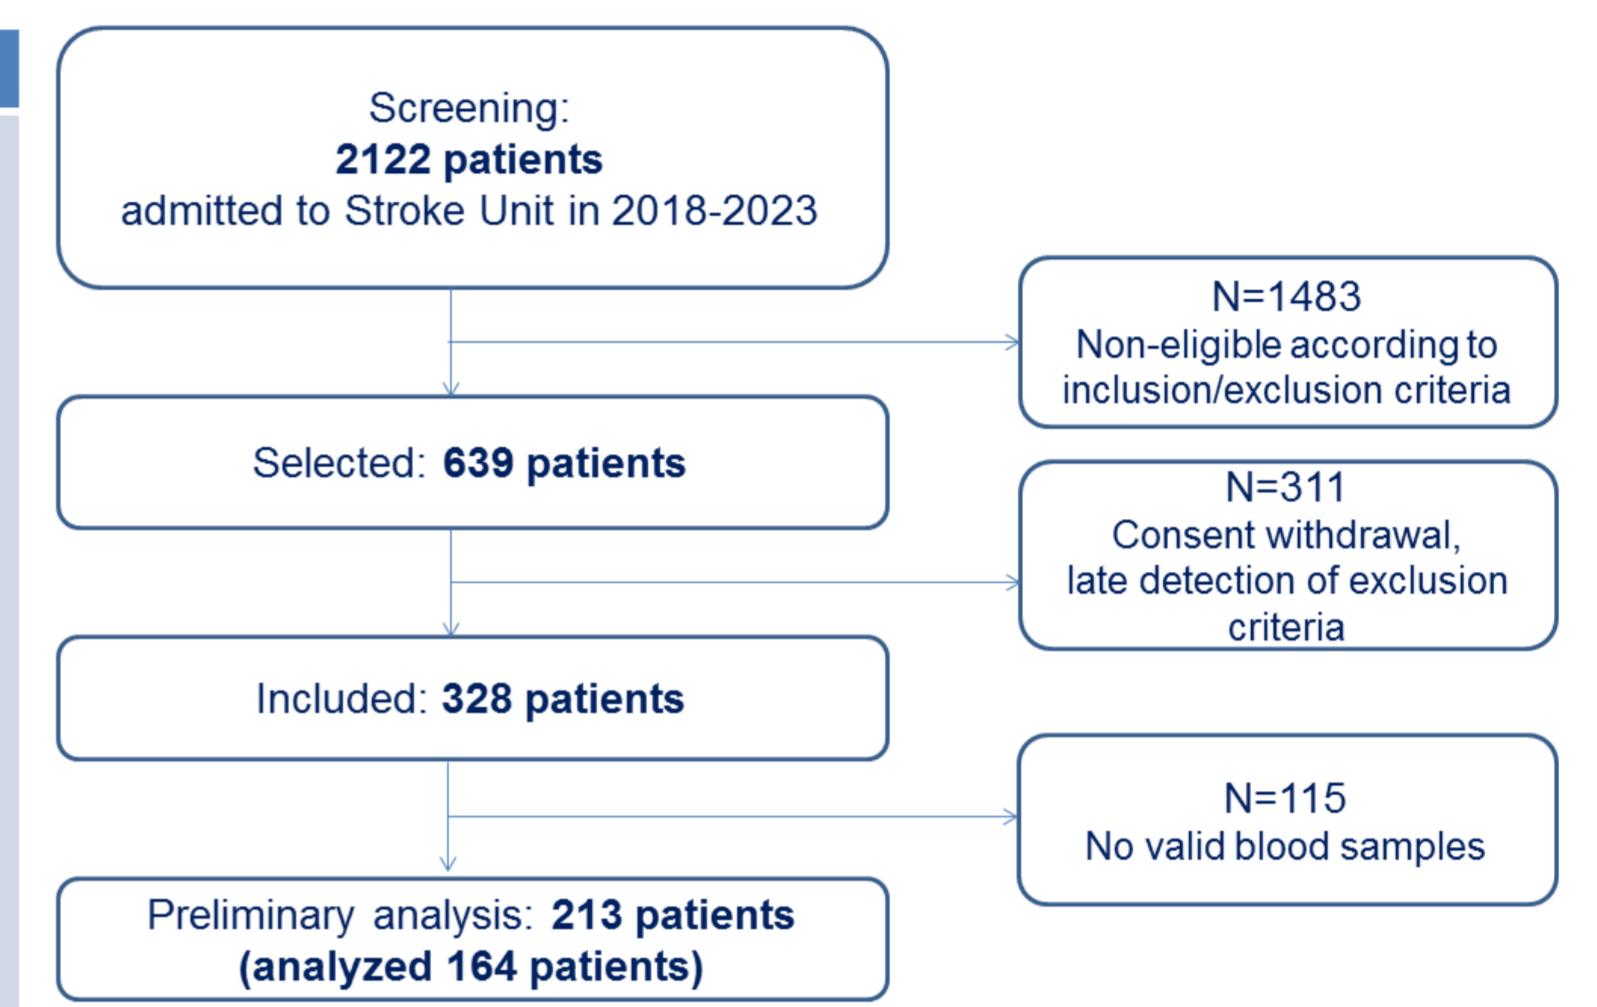 Screening:
2122 patients
admitted to Stroke Unit in 2018-2023
N=1483
Non-eligible according to
inclusion/exclusion criteria
Selected: 639 patients
N=311
Consent withdrawal,
late detection of exclusion
criteria
Included: 328 patients
N=115
No valid blood samples
Preliminary analysis: 213 patients
(analyzed 164 patients)